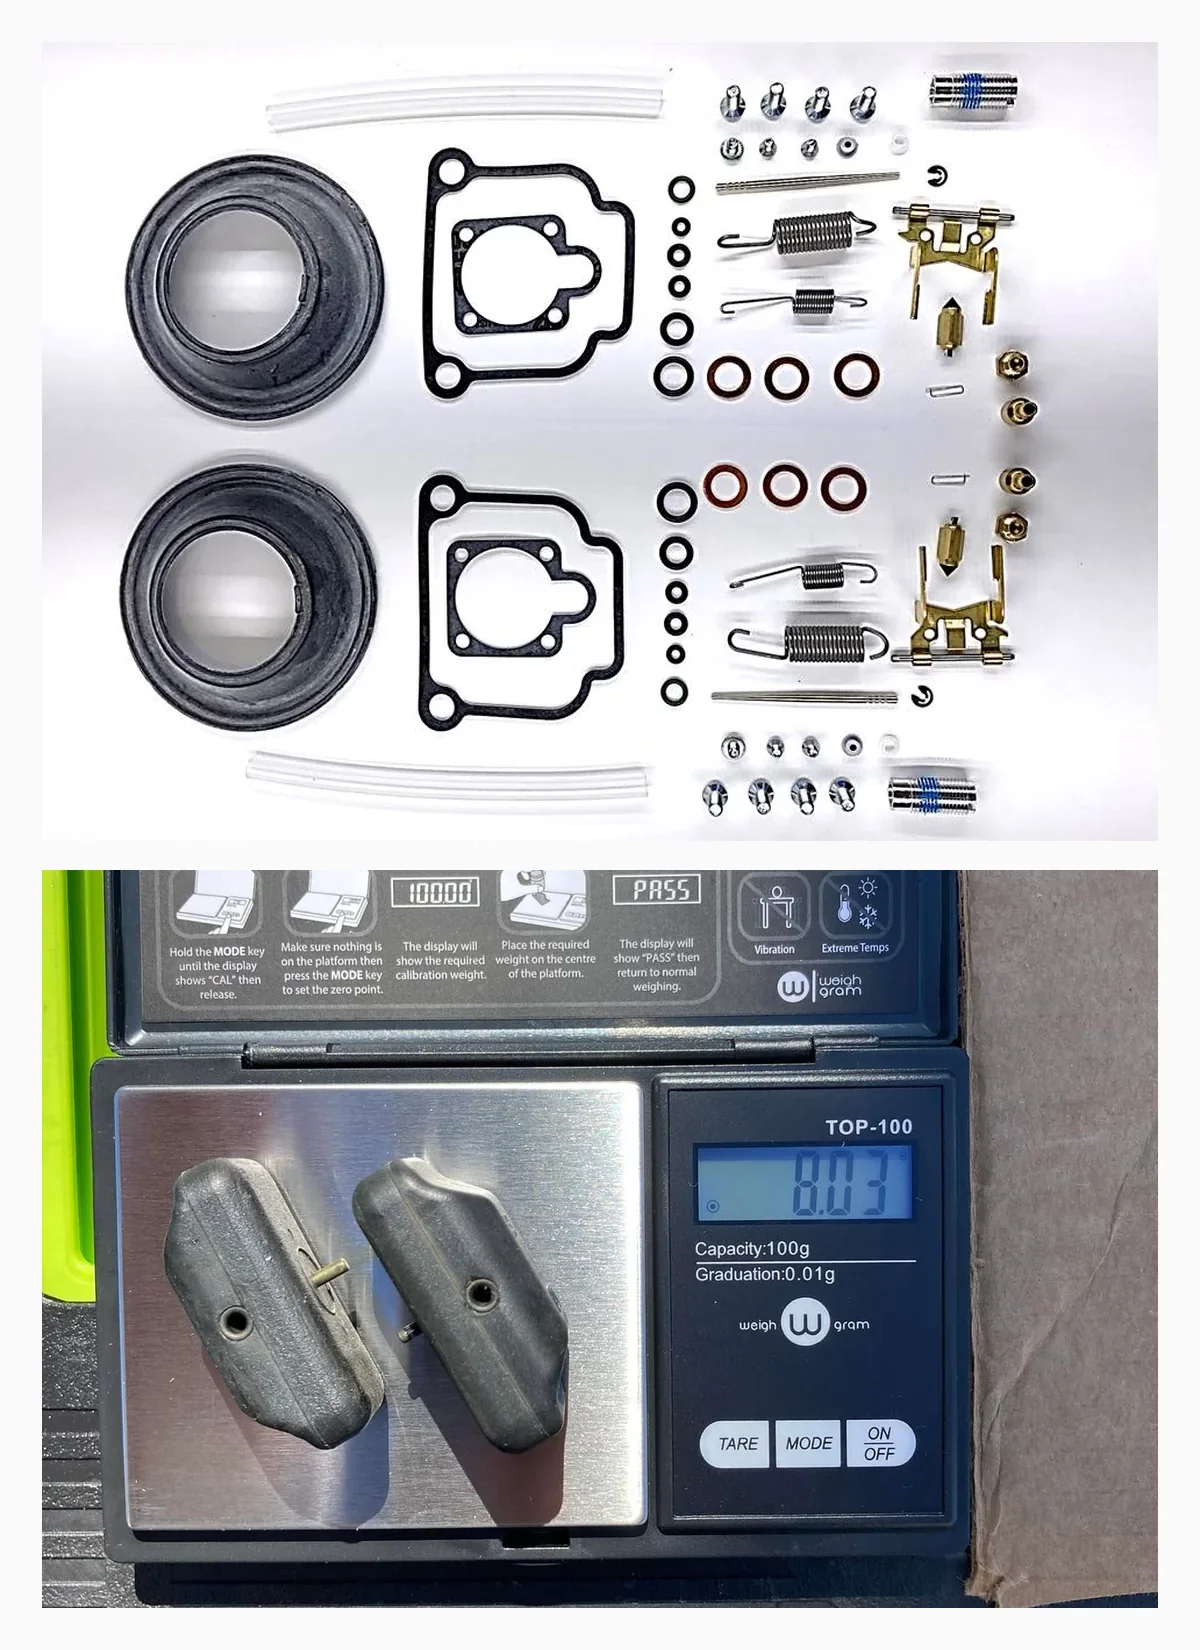 100.00
PASS
Hold the MODE key
until the display
shows "CAL" then
release.
Make sure nothing is
on the platform then
press the MODE key
to set the zero point.
The display will
show the required
calibration weight.
Place the required
weight on the centre
of the platform.
The display will
show "PASS" then
return to normal
weighing.
Vibration
Extreme Temps
w weigh
gram
TOP-100
8.03
Capacity:100g
Graduation:0.01g
weigh w gram
TARE
MODE
ON
OFF